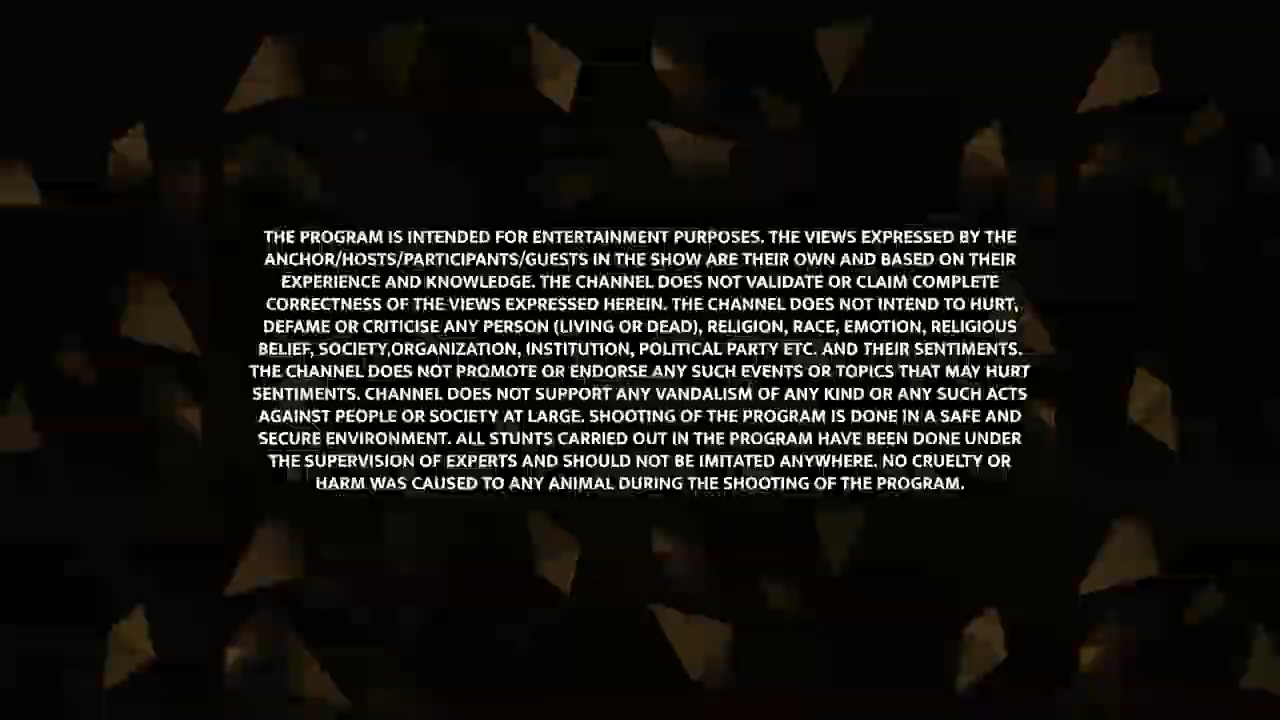 THE PROGRAM IS INTENDED FOR ENTERTAINMENT PURPOSES. THE VIEWS EXPRESSED BY THE
ANCHOR/HOSTS/PARTICIPANTS/GUESTS IN THE SHOW ARE THEIR OWN AND BASED ON THEIR
EXPERIENCE AND KNOWLEDGE. THE CHANNEL DOES NOT VALIDATE OR CLAIM COMPLETE
CORRECTNESS OF THE VIEWS EXPRESSED HEREIN. THE CHANNEL DOES NOT INTEND TO HURT,
DEFAME OR CRITICISE ANY PERSON (LIVING OR DEAD), RELIGION, RACE, EMOTION, RELIGIOUS
BELIEF, SOCIETY,ORGANIZATION, INSTITUTION, POLITICAL PARTY ETC. AND THEIR SENTIMENTS.
THE CHANNEL DOES NOT PROMOTE OR ENDORSE ANY SUCH EVENTS OR TOPICS THAT MAY HURT
SENTIMENTS. CHANNEL DOES NOT SUPPORT ANY VANDALISM OF ANY KIND OR ANY SUCH ACTS
AGAINST PEOPLE OR SOCIETY AT LARGE. SHOOTING OF THE PROGRAM IS DONE IN A SAFE AND
SECURE ENVIRONMENT. ALL STUNTS CARRIED OUT IN THE PROGRAM HAVE BEEN DONE UNDER
THE SUPERVISION OF EXPERTS AND SHOULD NOT BE IMITATED ANYWHERE. NO CRUELTY OR
HARM WAS CAUSED TO ANY ANIMAL DURING THE SHOOTING OF THE PROGRAM.